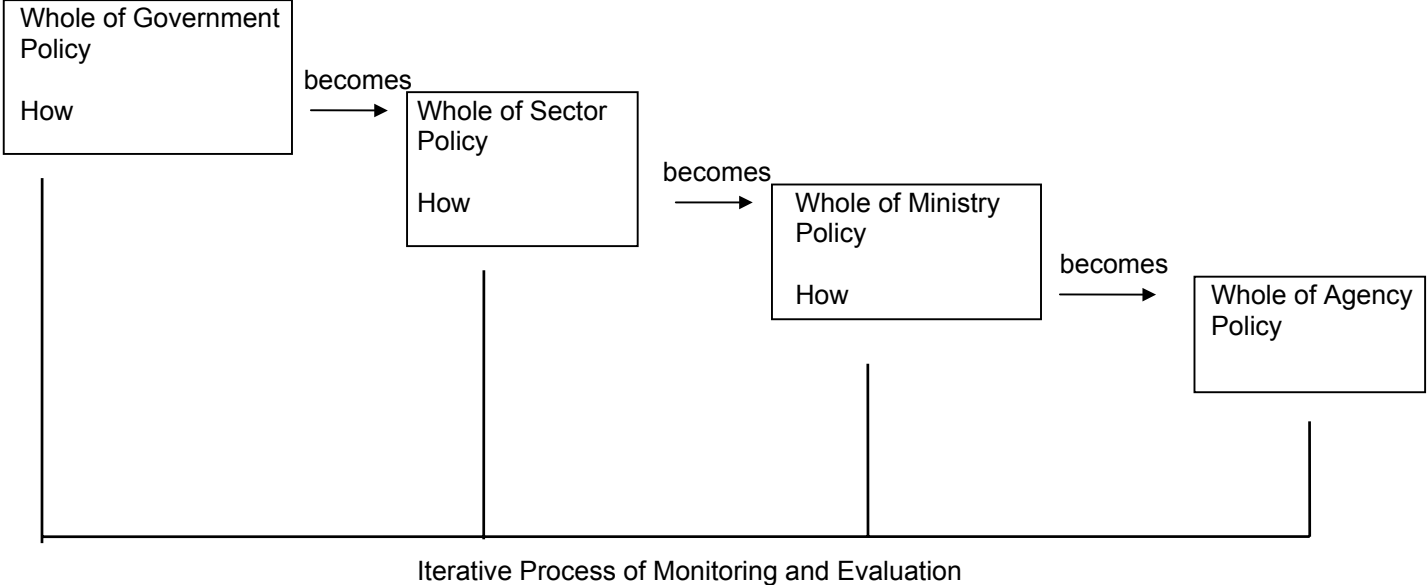 Whole of Government
Policy
How
becomes
Whole of Sector
Policy
How
becomes
Whole of Ministry
Policy
How
becomes
Whole of Agency
Policy
Iterative Process of Monitoring and Evaluation